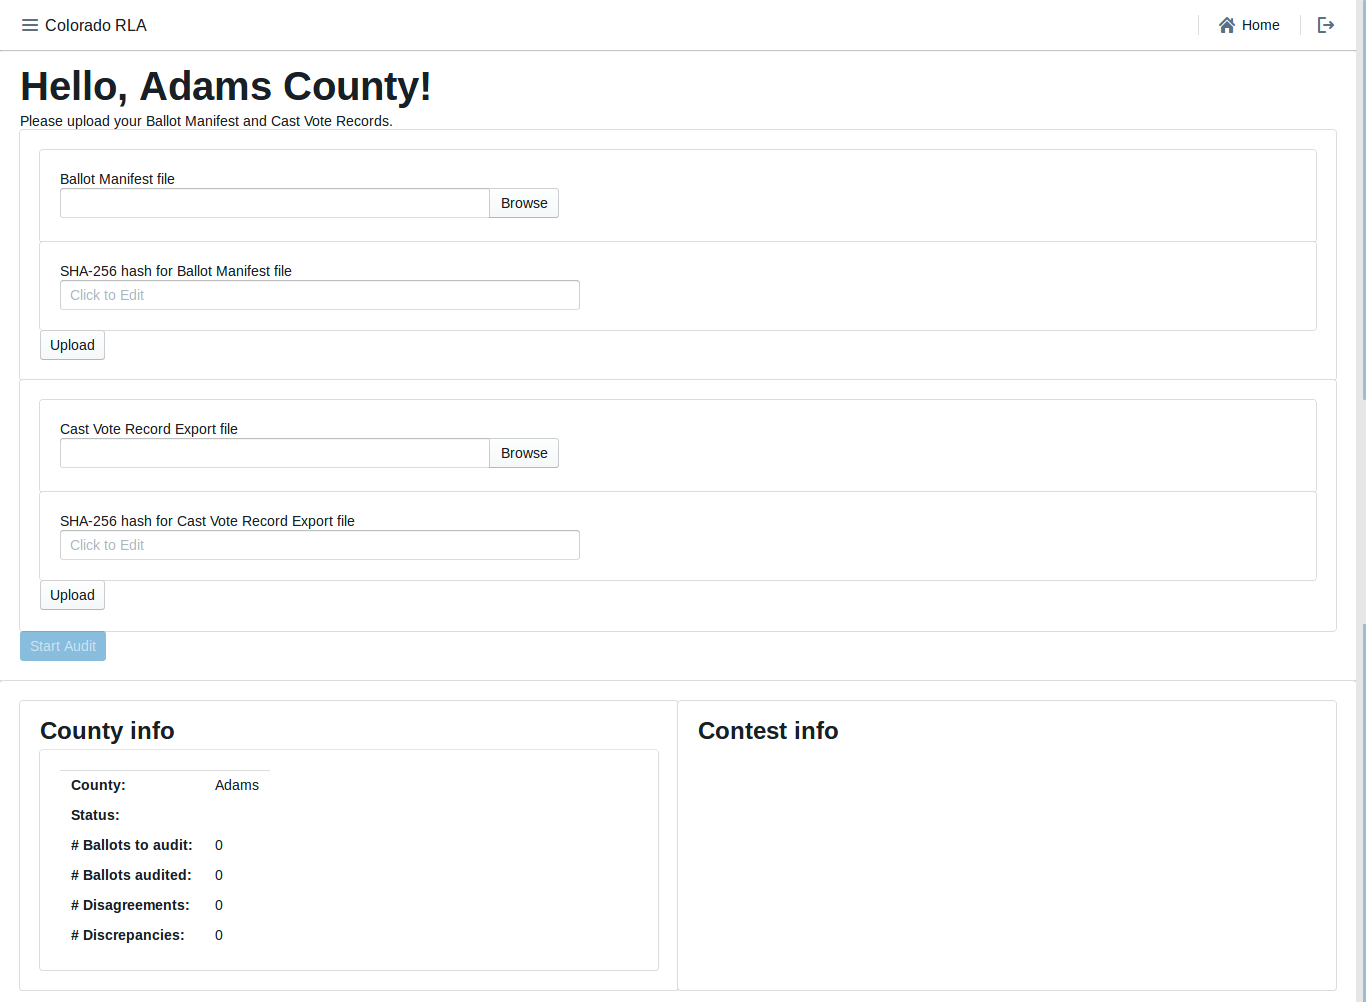 Colorado RLA
Home
Hello, Adams County!
Please upload your Ballot Manifest and Cast Vote Records.
Ballot Manifest file
Browse
SHA-256 hash for Ballot Manifest file
Click to Edit
Upload
Cast Vote Record Export file
Browse
SHA-256 hash for Cast Vote Record Export file
Click to Edit
Upload
Start Audit
County info
County: Adams
Status:
# Ballots to audit: 0
# Ballots audited: 0
# Disagreements: 0
# Discrepancies: 0
Contest info